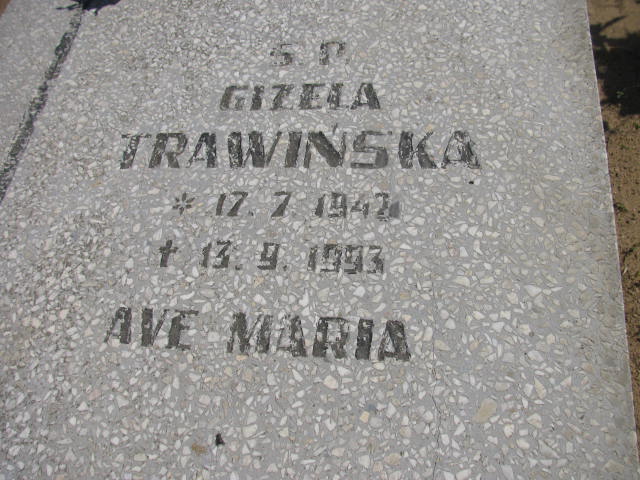 S P
GIZELA
TRAWIŃSKA
* 17. 7. 1942
✝ 13. 9. 1993
AVE MARIA